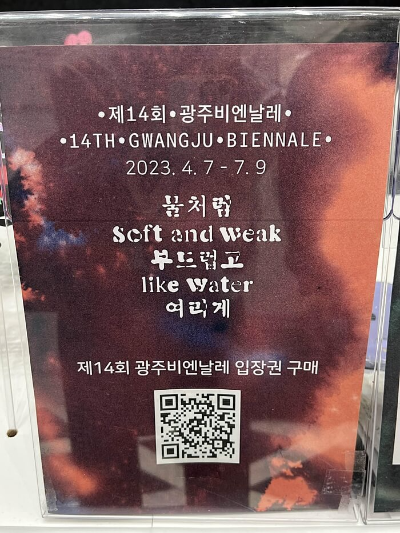 •제14회•광주비엔날레•
•14TH•GWANGJU•BIENNALE•
2023. 4. 7 - 7. 9
물처럼
Soft and Weak
부드럽고
like Water
여리게
제14회 광주비엔날레 입장권 구매